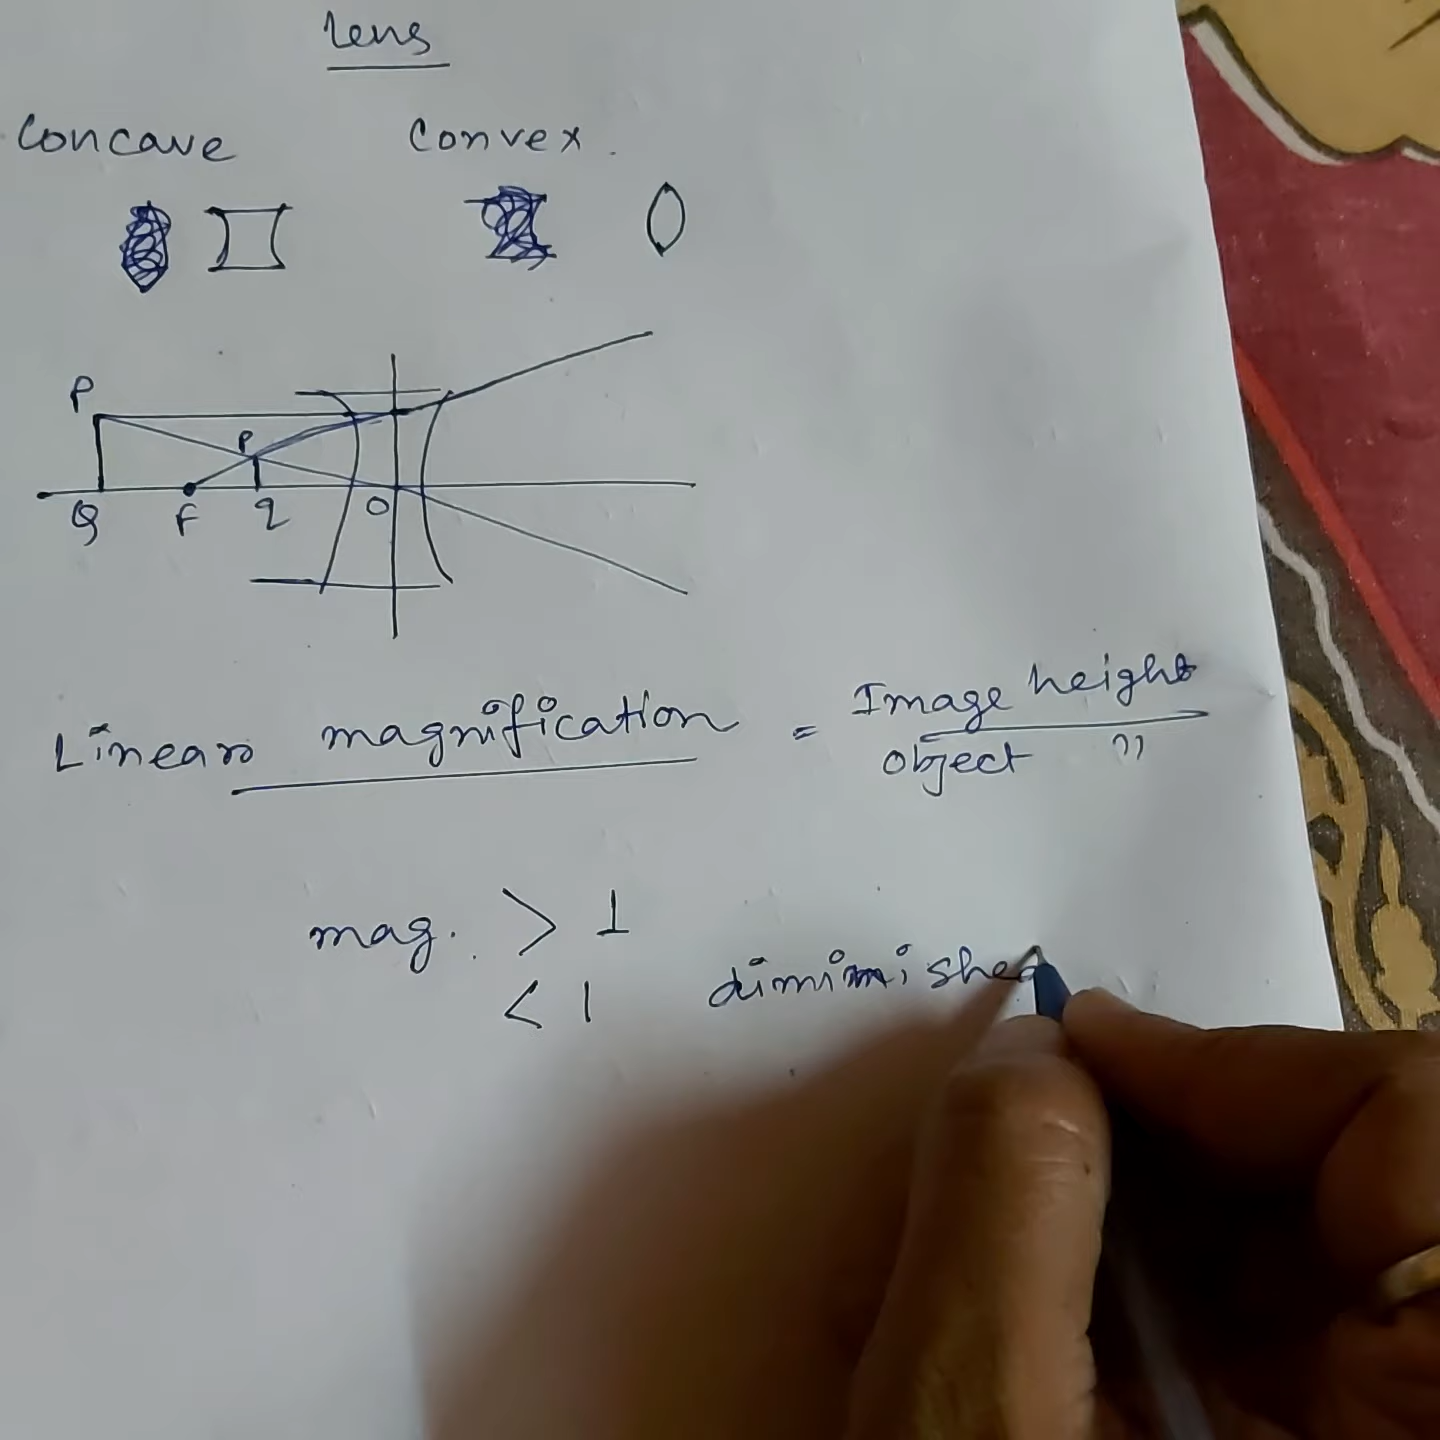 Lens
Concave Convex.
P
P
Q F q O
Linear magnification = Image height
object "
mag. > 1
< 1 diminished